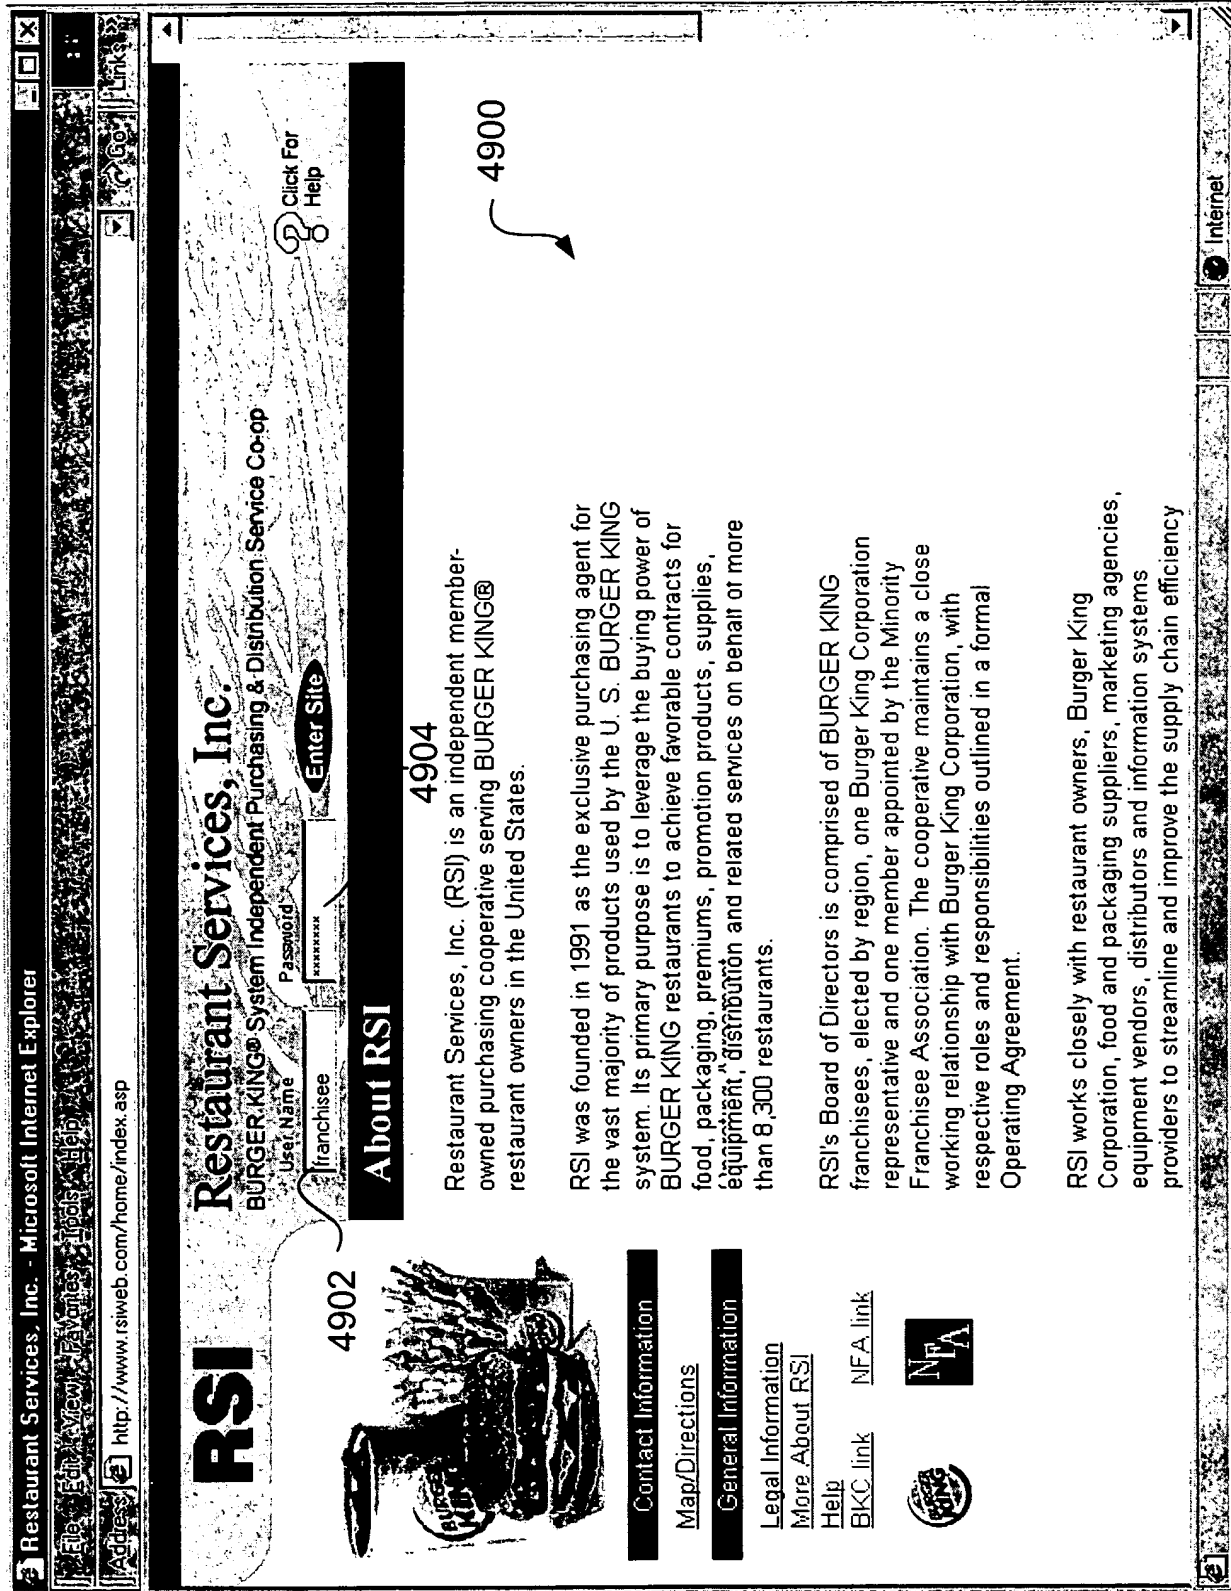 Restaurant Services, Inc. - Microsoft Internet Explorer
File Edit View Favorites Tools Help
Address http://www.rsiweb.com/home/index.asp Go Links »
RSI
Restaurant Services, Inc.
BURGER KING® System Independent Purchasing & Distribution Service Co-op
User Name Password
franchisee ******** Enter Site
Click For
Help
4902
4904
4900
About RSI
BURGER KING
Contact Information
Map/Directions
General Information
Legal Information
More About RSI
Help
BKC link NFA link
BURGER KING NFA
Restaurant Services, Inc. (RSI) is an independent member-
owned purchasing cooperative serving BURGER KING®
restaurant owners in the United States.
RSI was founded in 1991 as the exclusive purchasing agent for
the vast majority of products used by the U. S. BURGER KING
system. Its primary purpose is to leverage the buying power of
BURGER KING restaurants to achieve favorable contracts for
food, packaging, premiums, promotion products, supplies,
equipment, distribution and related services on behalf of more
than 8,300 restaurants.
RSI's Board of Directors is comprised of BURGER KING
franchisees, elected by region, one Burger King Corporation
representative and one member appointed by the Minority
Franchisee Association. The cooperative maintains a close
working relationship with Burger King Corporation, with
respective roles and responsibilities outlined in a formal
Operating Agreement.
RSI works closely with restaurant owners, Burger King
Corporation, food and packaging suppliers, marketing agencies,
equipment vendors, distributors and information systems
providers to streamline and improve the supply chain efficiency
Internet